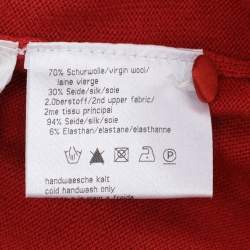 70% Schurwolle/virgin wool/
laine vierge
30% Seide/silk/soie
2.Oberstoff/2nd upper fabric/
2me tissu principal
94% Seide/silk/soie
6% Elasthan/elastane/elasthanne
P
handwaesche kalt
cold handwash only
a froid